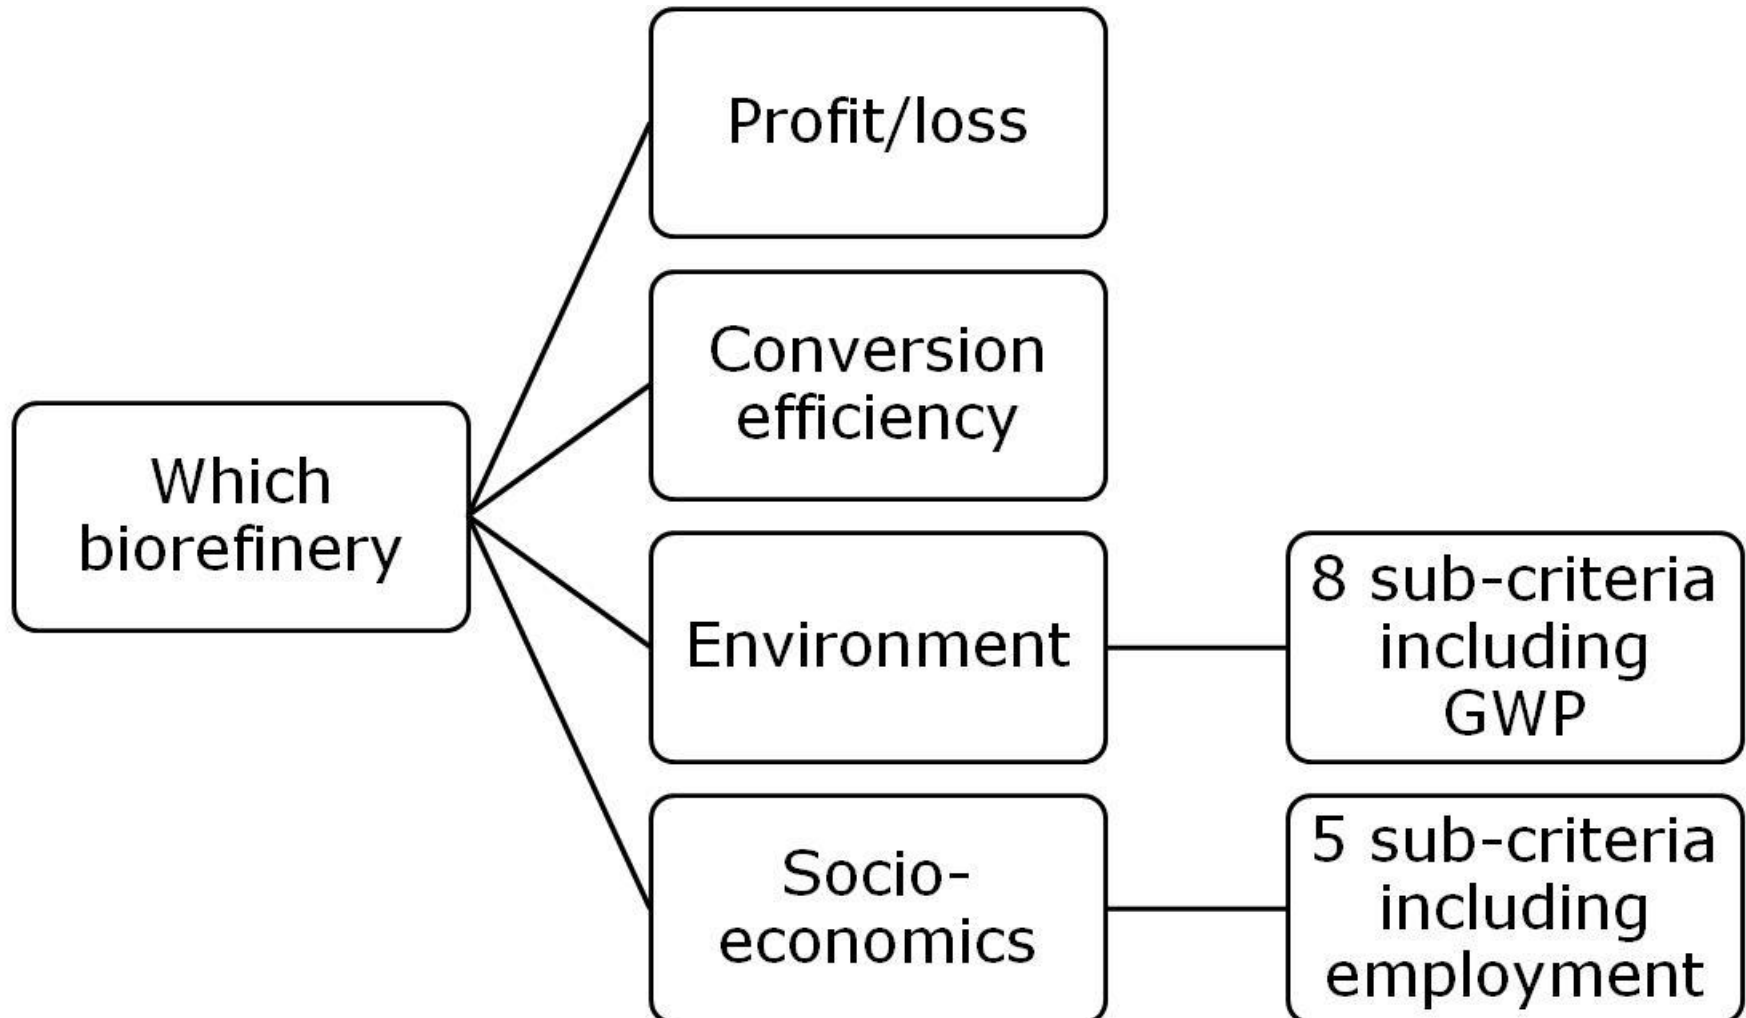 Profit/loss
Conversion
efficiency
Which
biorefinery
Environment
8 sub-criteria
including
GWP
Socio-
economics
5 sub-criteria
including
employment